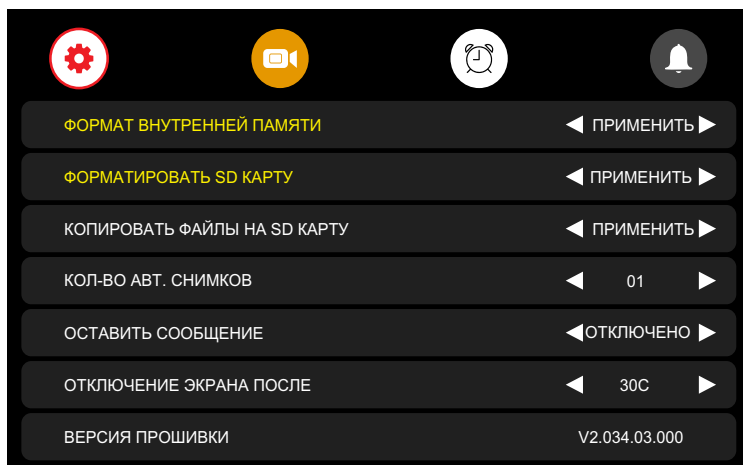 ФОРМАТ ВНУТРЕННЕЙ ПАМЯТИ ПРИМЕНИТЬ
ФОРМАТИРОВАТЬ SD КАРТУ ПРИМЕНИТЬ
КОПИРОВАТЬ ФАЙЛЫ НА SD КАРТУ ПРИМЕНИТЬ
КОЛ-ВО АВТ. СНИМКОВ 01
ОСТАВИТЬ СООБЩЕНИЕ ОТКЛЮЧЕНО
ОТКЛЮЧЕНИЕ ЭКРАНА ПОСЛЕ 30С
ВЕРСИЯ ПРОШИВКИ V2.034.03.000